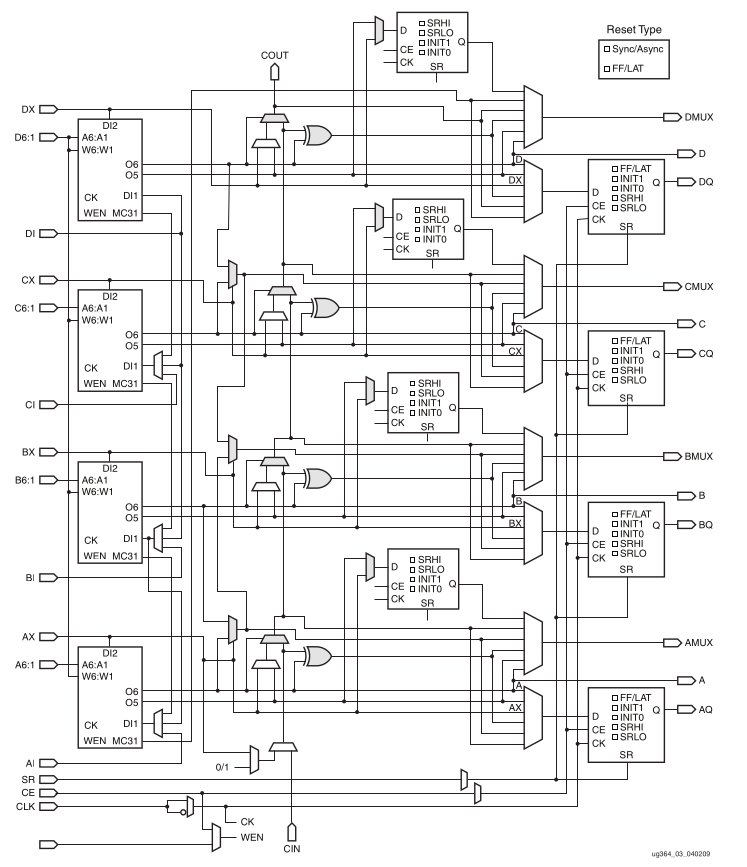 SRHI
SRLO
INIT1
INIT0
D
Q
CE
CK
SR
Reset Type
Sync/Async
FF/LAT
COUT
DX
DI2
D6:1
A6:A1
W6:W1
O6
O5
CK
DI1
WEN MC31
DMUX
D
D
DX
FF/LAT
INIT1
INIT0
SRHI
SRLO
D
Q
DQ
CE
CK
SR
DI
SRHI
SRLO
INIT1
INIT0
D
Q
CE
CK
SR
CX
DI2
C6:1
A6:A1
W6:W1
O6
O5
CK
DI1
WEN MC31
CMUX
C
C
CX
FF/LAT
INIT1
INIT0
SRHI
SRLO
D
Q
CQ
CE
CK
SR
CI
SRHI
SRLO
INIT1
INIT0
D
Q
CE
CK
SR
BX
DI2
B6:1
A6:A1
W6:W1
O6
O5
CK
DI1
WEN MC31
BMUX
B
B
BX
FF/LAT
INIT1
INIT0
SRHI
SRLO
D
Q
BQ
CE
CK
SR
BI
SRHI
SRLO
INIT1
INIT0
D
Q
CE
CK
SR
AX
DI2
A6:1
A6:A1
W6:W1
O6
O5
CK
DI1
WEN MC31
AMUX
A
A
AX
FF/LAT
INIT1
INIT0
SRHI
SRLO
D
Q
AQ
CE
CK
SR
AI
0/1
SR
CE
CLK
CK
WEN
CIN
ug364_03_040209